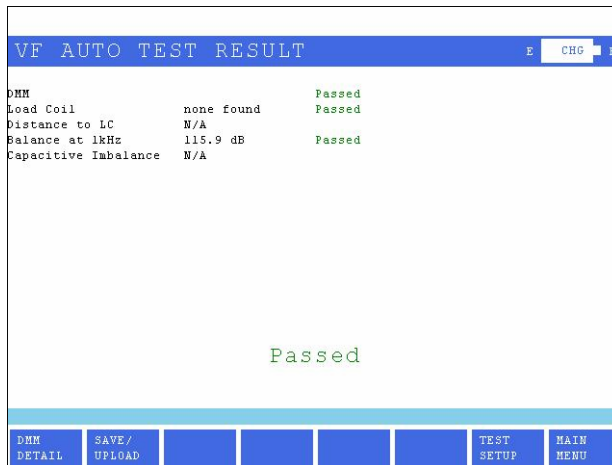 VF AUTO TEST RESULT E CHG
DMM Passed
Load Coil none found Passed
Distance to LC N/A
Balance at 1kHz 115.9 dB Passed
Capacitive Imbalance N/A
Passed
DMM SAVE/ TEST MAIN
DETAIL UPLOAD SETUP MENU